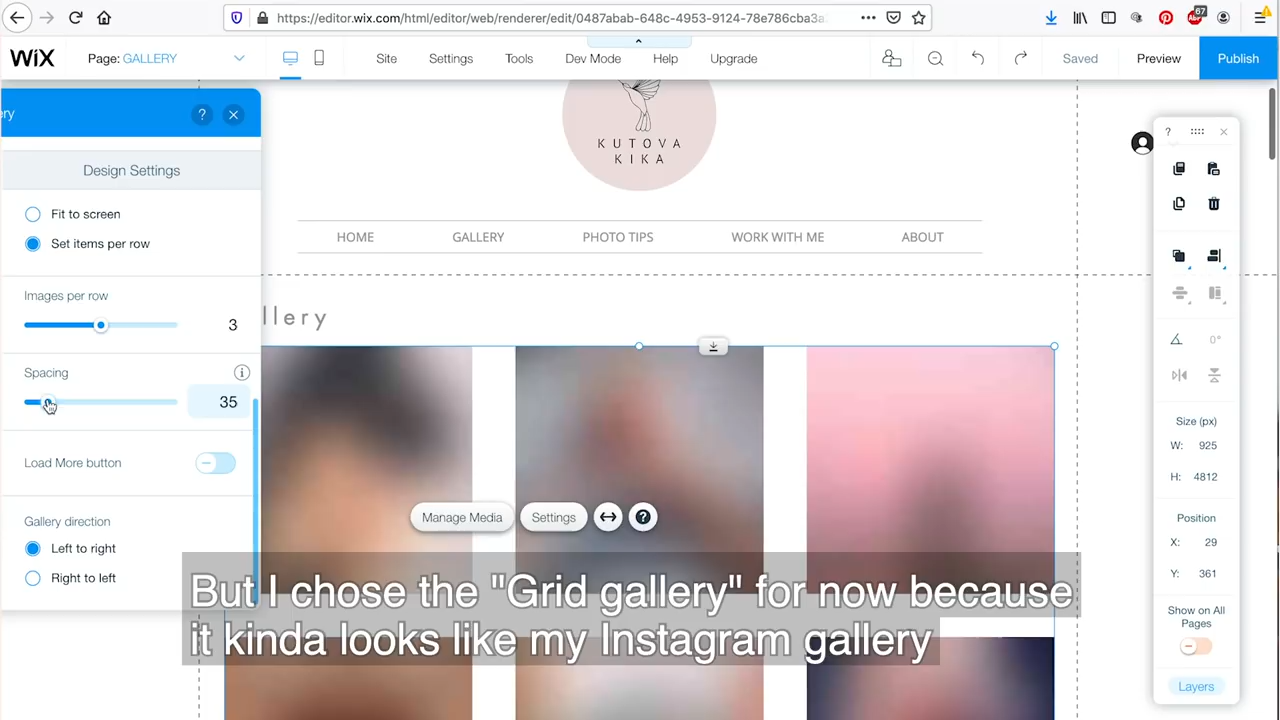 https://editor.wix.com/html/editor/web/renderer/edit/0487abab-648c-4953-9124-78e786cba3a
67
WiX
Page: GALLERY
Site
Settings
Tools
Dev Mode
Help
Upgrade
Saved
Preview
Publish
ery
?
Design Settings
Fit to screen
Set items per row
Images per row
3
Spacing
35
Load More button
Gallery direction
Left to right
Right to left
KUTOVA
KIKA
HOME
GALLERY
PHOTO TIPS
WORK WITH ME
ABOUT
llery
Manage Media
Settings
?
?
0°
Size (px)
W: 925
H: 4812
Position
X: 29
Y: 361
Show on All
Pages
Layers
But I chose the "Grid gallery" for now because
it kinda looks like my Instagram gallery